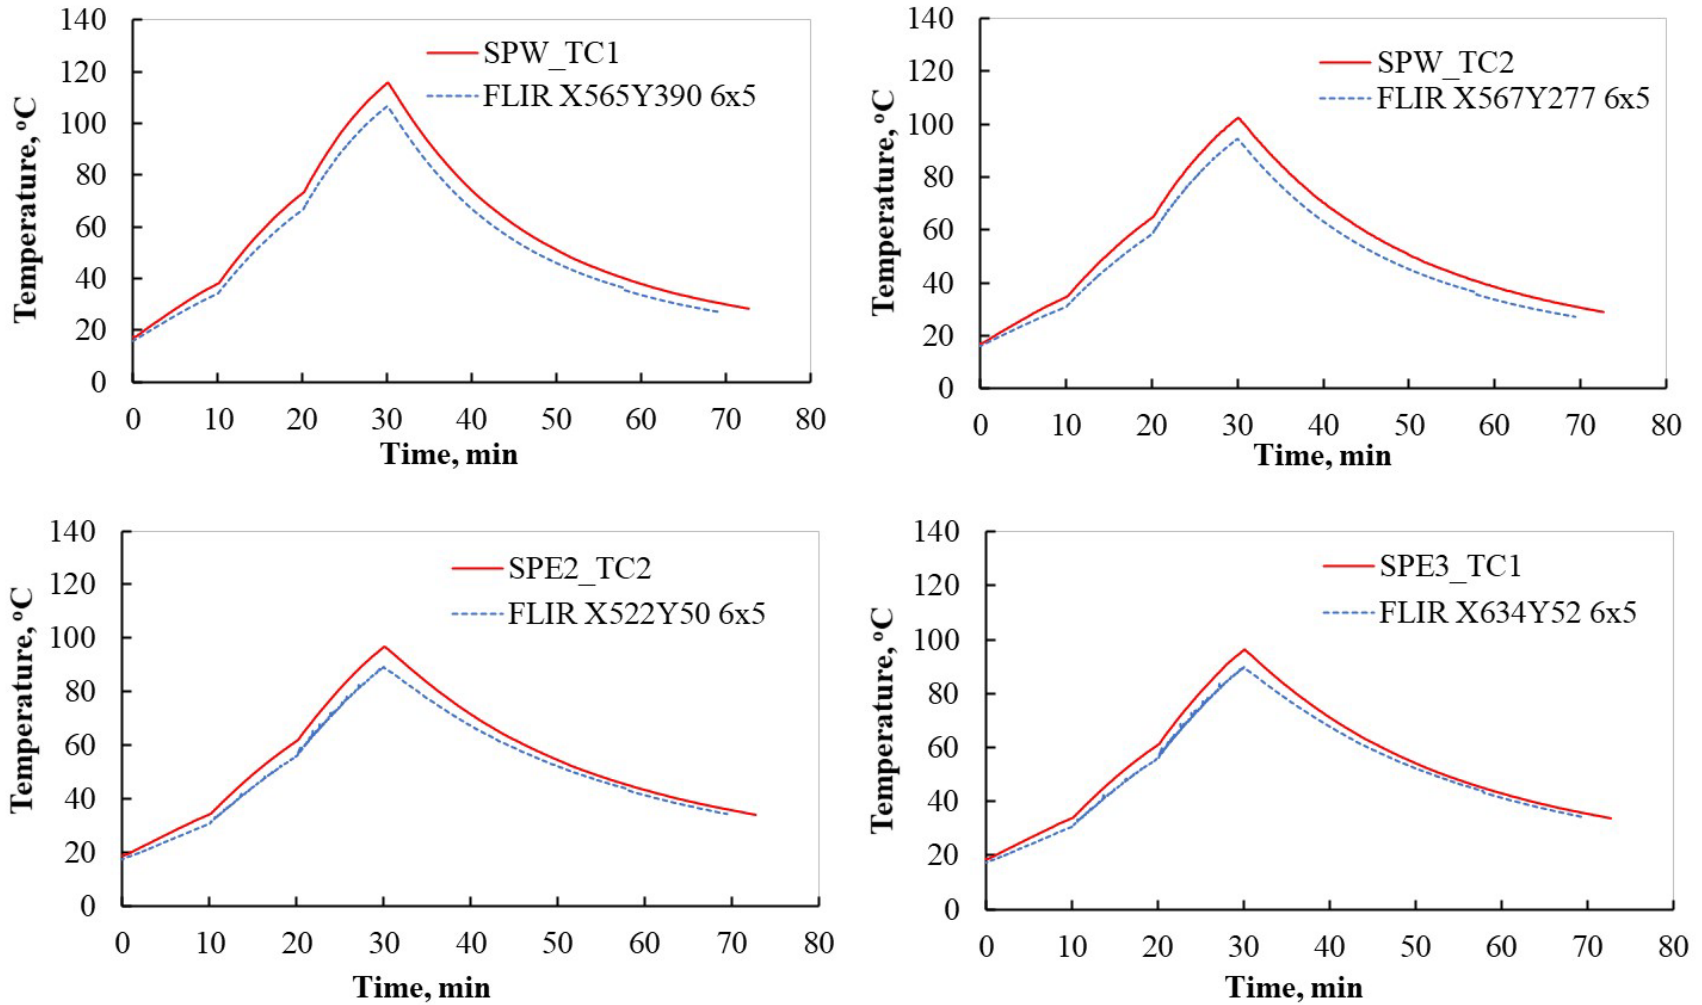 140
120
100
80
60
40
20
0
Temperature, °C
SPW_TC1
FLIR X565Y390 6x5
0 10 20 30 40 50 60 70 80
Time, min
140
120
100
80
60
40
20
0
Temperature, °C
SPW_TC2
FLIR X567Y277 6x5
0 10 20 30 40 50 60 70 80
Time, min
140
120
100
80
60
40
20
0
Temperature, °C
SPE2_TC2
FLIR X522Y50 6x5
0 10 20 30 40 50 60 70 80
Time, min
140
120
100
80
60
40
20
0
Temperature, °C
SPE3_TC1
FLIR X634Y52 6x5
0 10 20 30 40 50 60 70 80
Time, min